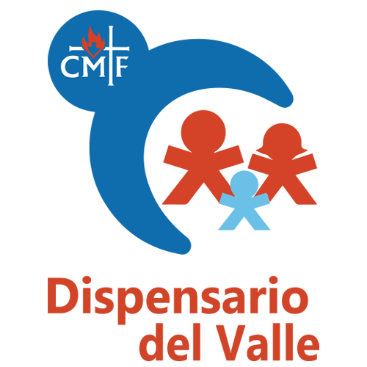 CMF
Dispensario
del Valle